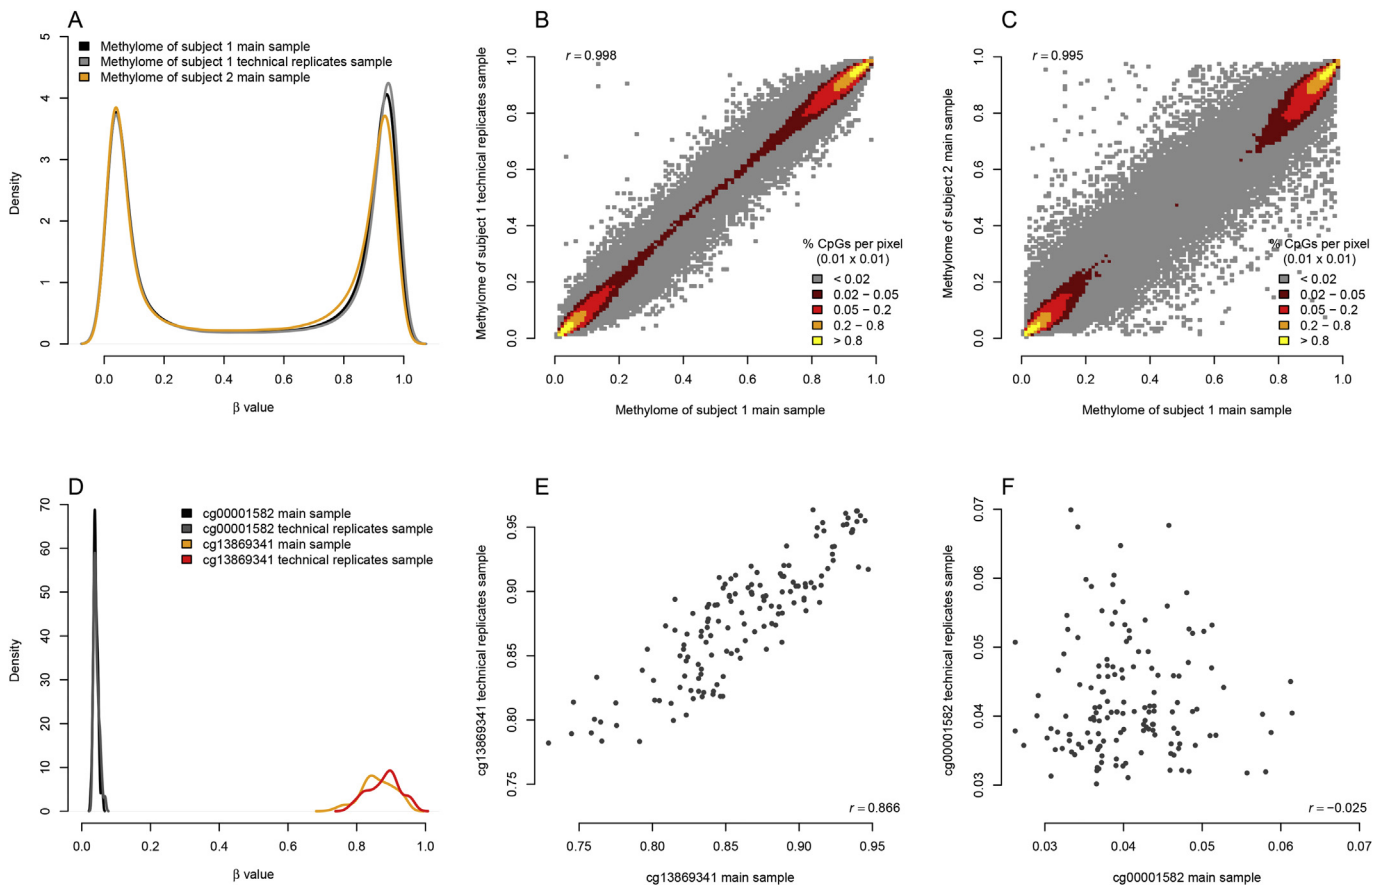 A
Methylome of subject 1 main sample
Methylome of subject 1 technical replicates sample
Methylome of subject 2 main sample
Density
0 1 2 3 4 5
0.0 0.2 0.4 0.6 0.8 1.0
β value
B
r = 0.998
Methylome of subject 1 technical replicates sample
0.0 0.2 0.4 0.6 0.8 1.0
% CpGs per pixel
(0.01 x 0.01)
< 0.02
0.02 – 0.05
0.05 – 0.2
0.2 – 0.8
> 0.8
0.0 0.2 0.4 0.6 0.8 1.0
Methylome of subject 1 main sample
C
r = 0.995
Methylome of subject 2 main sample
0.0 0.2 0.4 0.6 0.8 1.0
% CpGs per pixel
(0.01 x 0.01)
< 0.02
0.02 – 0.05
0.05 – 0.2
0.2 – 0.8
> 0.8
0.0 0.2 0.4 0.6 0.8 1.0
Methylome of subject 1 main sample
D
cg00001582 main sample
cg00001582 technical replicates sample
cg13869341 main sample
cg13869341 technical replicates sample
Density
0 10 20 30 40 50 60 70
0.0 0.2 0.4 0.6 0.8 1.0
β value
E
cg13869341 technical replicates sample
0.75 0.80 0.85 0.90 0.95
r = 0.866
0.75 0.80 0.85 0.90 0.95
cg13869341 main sample
F
cg00001582 technical replicates sample
0.03 0.04 0.05 0.06 0.07
r = −0.025
0.03 0.04 0.05 0.06 0.07
cg00001582 main sample